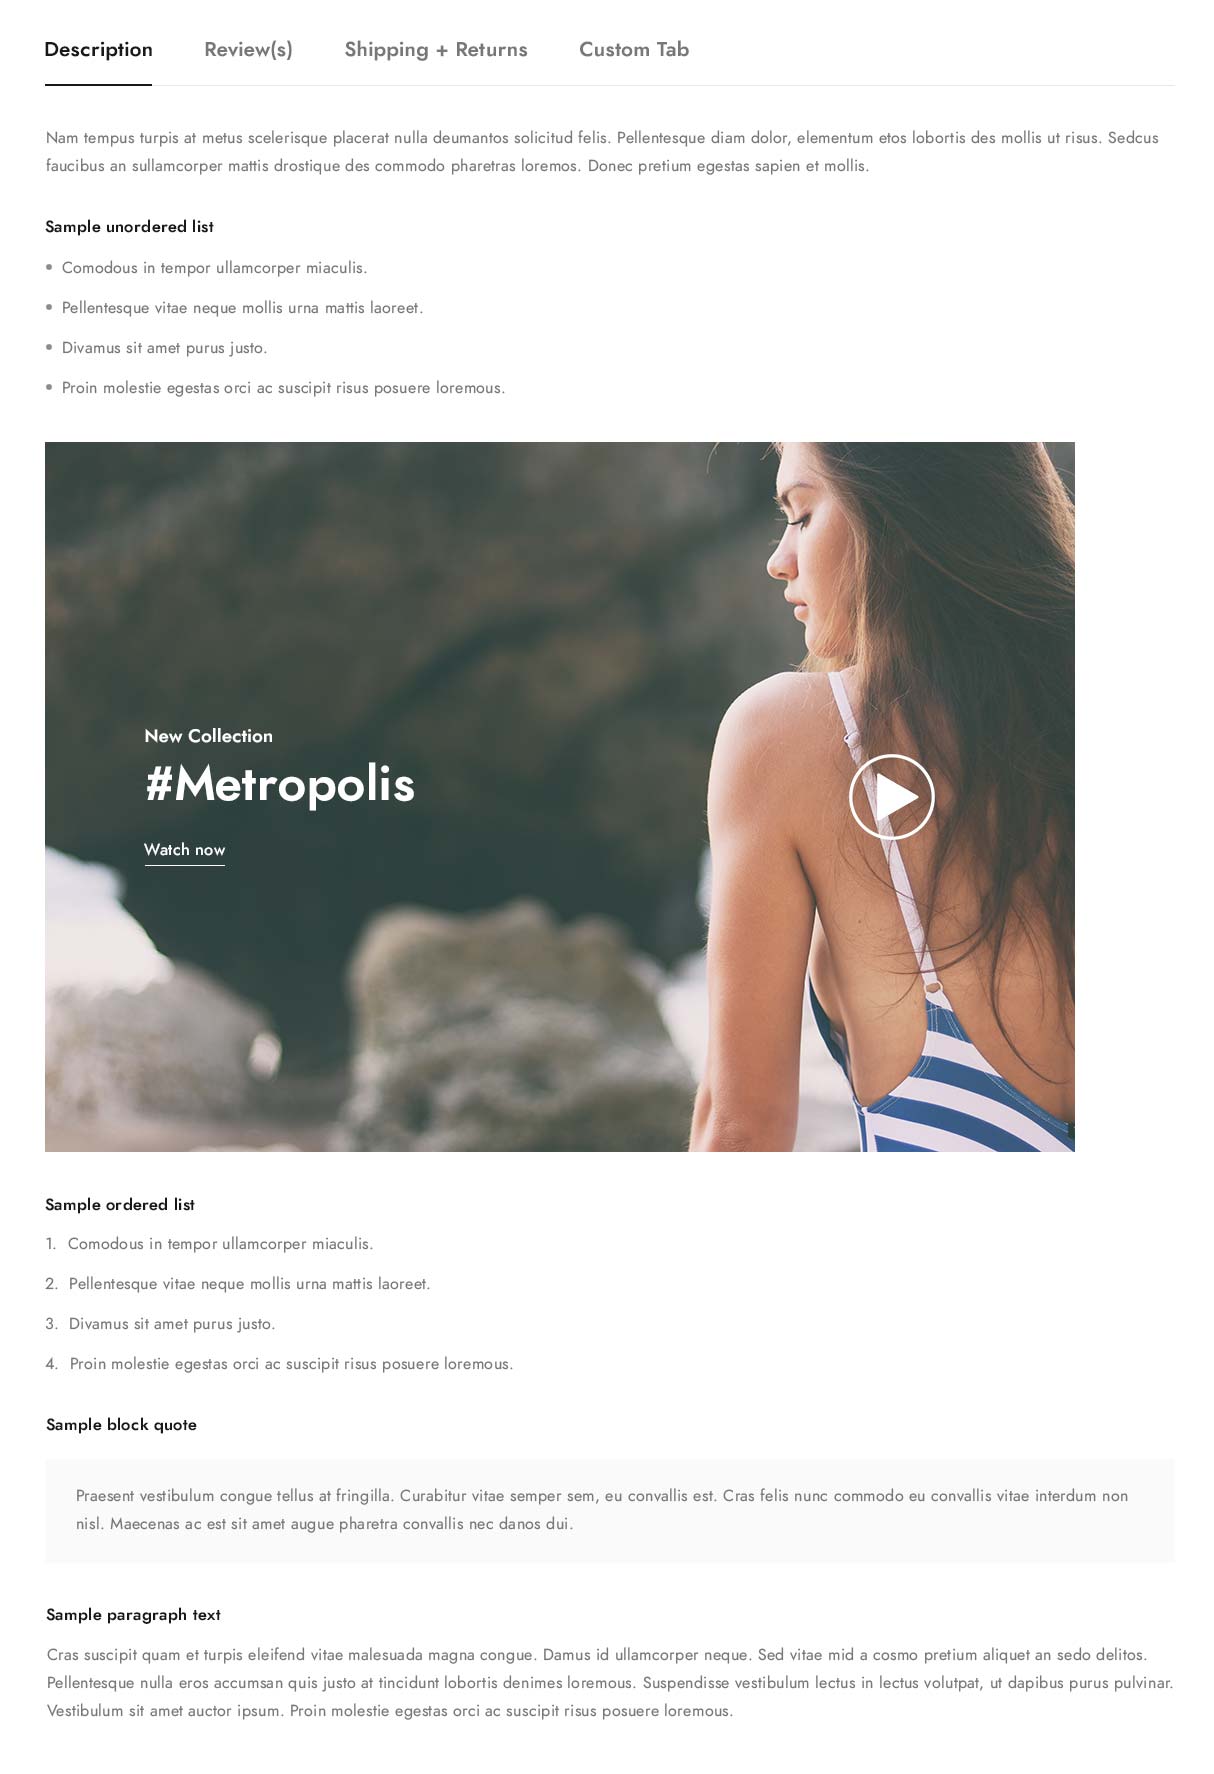 Description Review(s) Shipping + Returns Custom Tab
Nam tempus turpis at metus scelerisque placerat nulla deumantos solicitud felis. Pellentesque diam dolor, elementum etos lobortis des mollis ut risus. Sedcus
faucibus an sullamcorper mattis drostique des commodo pharetras loremos. Donec pretium egestas sapien et mollis.
Sample unordered list
• Comodous in tempor ullamcorper miaculis.
• Pellentesque vitae neque mollis urna mattis laoreet.
• Divamus sit amet purus justo.
• Proin molestie egestas orci ac suscipit risus posuere loremous.
New Collection
#Metropolis
Watch now
Sample ordered list
1. Comodous in tempor ullamcorper miaculis.
2. Pellentesque vitae neque mollis urna mattis laoreet.
3. Divamus sit amet purus justo.
4. Proin molestie egestas orci ac suscipit risus posuere loremous.
Sample block quote
Praesent vestibulum congue tellus at fringilla. Curabitur vitae semper sem, eu convallis est. Cras felis nunc commodo eu convallis vitae interdum non
nisl. Maecenas ac est sit amet augue pharetra convallis nec danos dui.
Sample paragraph text
Cras suscipit quam et turpis eleifend vitae malesuada magna congue. Damus id ullamcorper neque. Sed vitae mid a cosmo pretium aliquet an sedo delitos.
Pellentesque nulla eros accumsan quis justo at tincidunt lobortis denimes loremous. Suspendisse vestibulum lectus in lectus volutpat, ut dapibus purus pulvinar.
Vestibulum sit amet auctor ipsum. Proin molestie egestas orci ac suscipit risus posuere loremous.